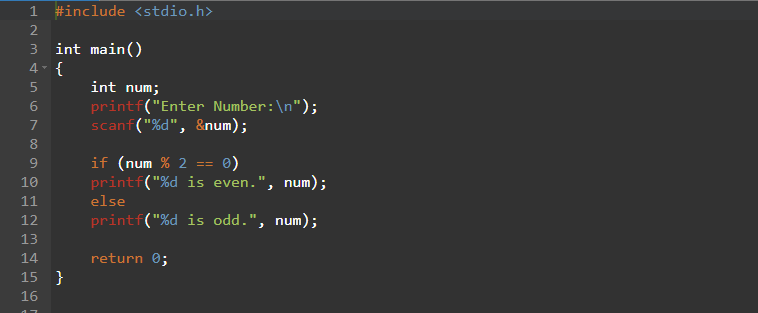 1 #include <stdio.h>
2
3 int main()
4 {
5     int num;
6     printf("Enter Number:\n");
7     scanf("%d", &num);
8
9     if (num % 2 == 0)
10     printf("%d is even.", num);
11     else
12     printf("%d is odd.", num);
13
14     return 0;
15 }
16